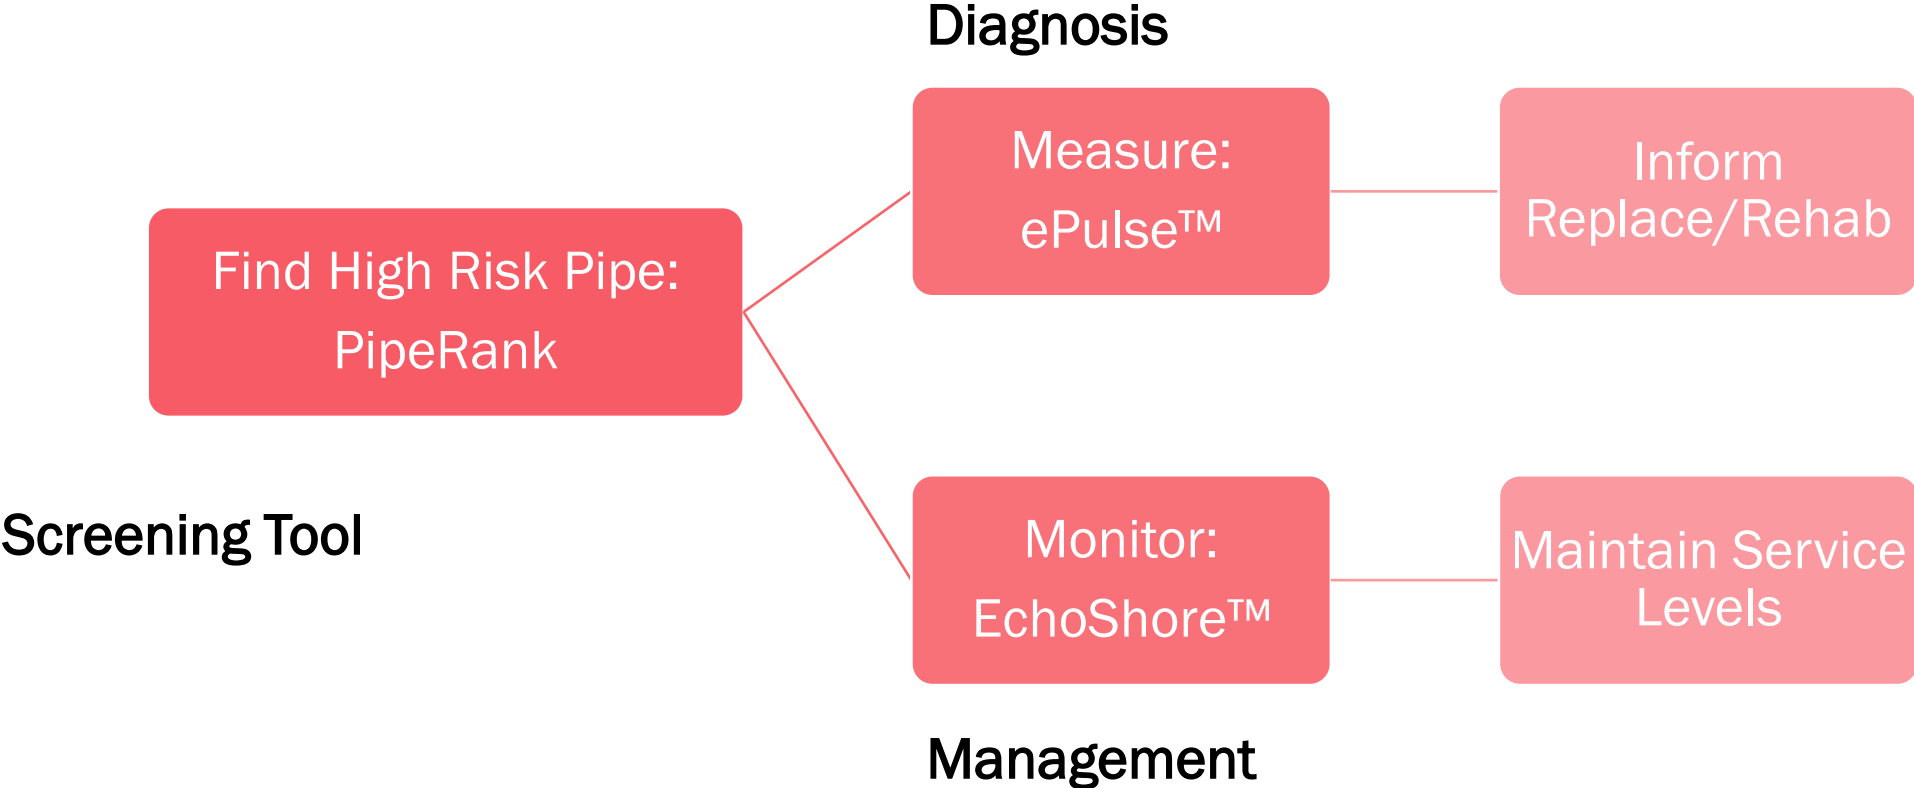 Diagnosis
Measure:
ePulse™
Inform
Replace/Rehab
Find High Risk Pipe:
PipeRank
Screening Tool
Monitor:
EchoShore™
Maintain Service
Levels
Management